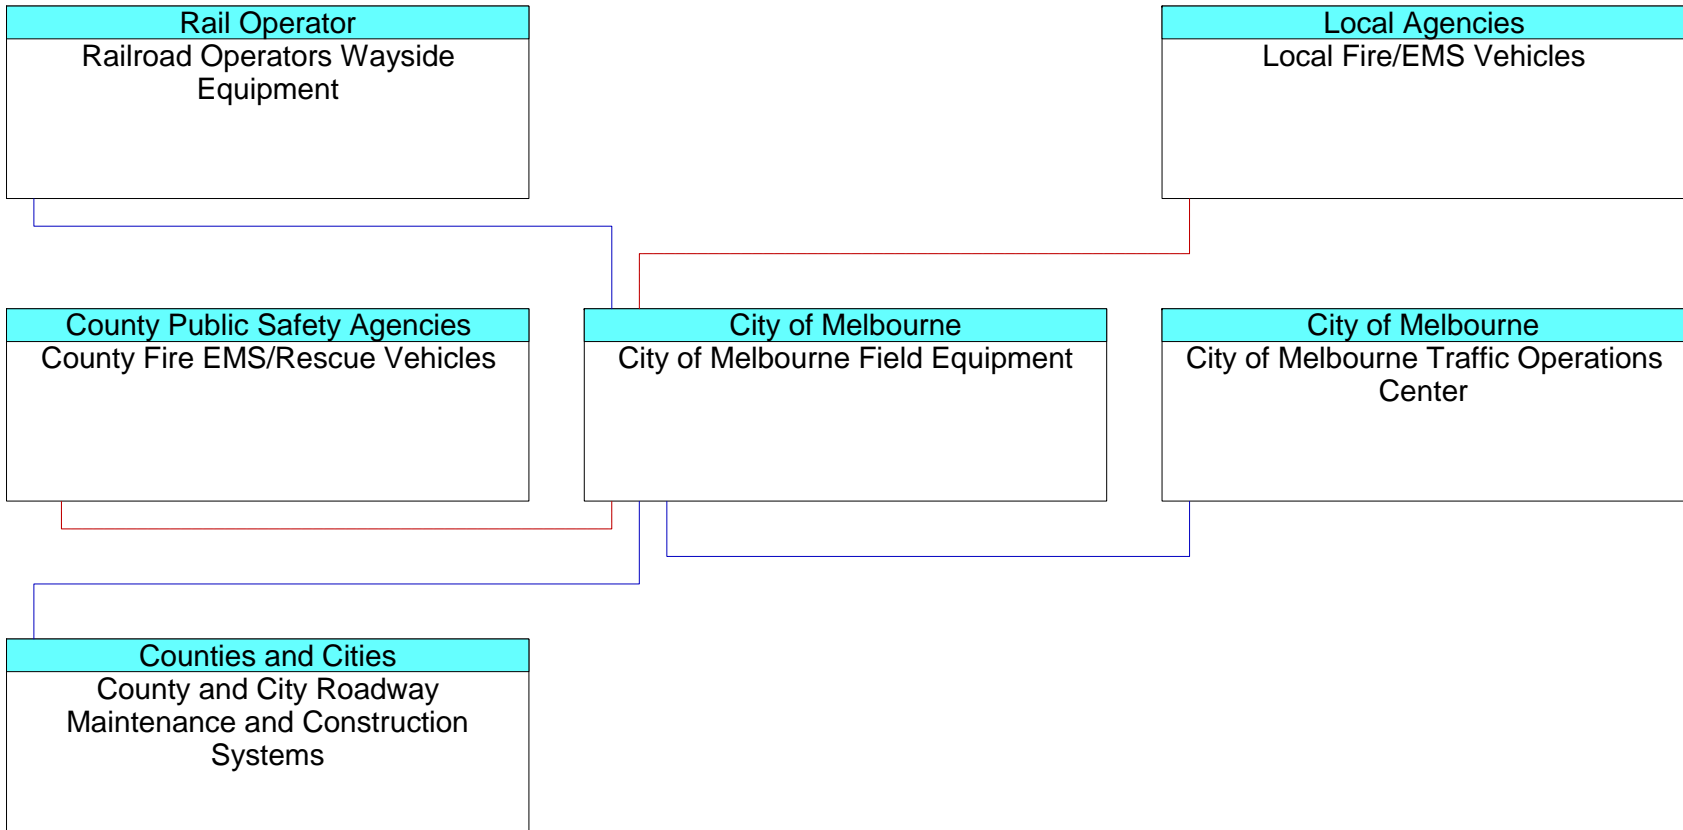 Rail Operator
Railroad Operators Wayside
Equipment
Local Agencies
Local Fire/EMS Vehicles
County Public Safety Agencies
County Fire EMS/Rescue Vehicles
City of Melbourne
City of Melbourne Field Equipment
City of Melbourne
City of Melbourne Traffic Operations
Center
Counties and Cities
County and City Roadway
Maintenance and Construction
Systems